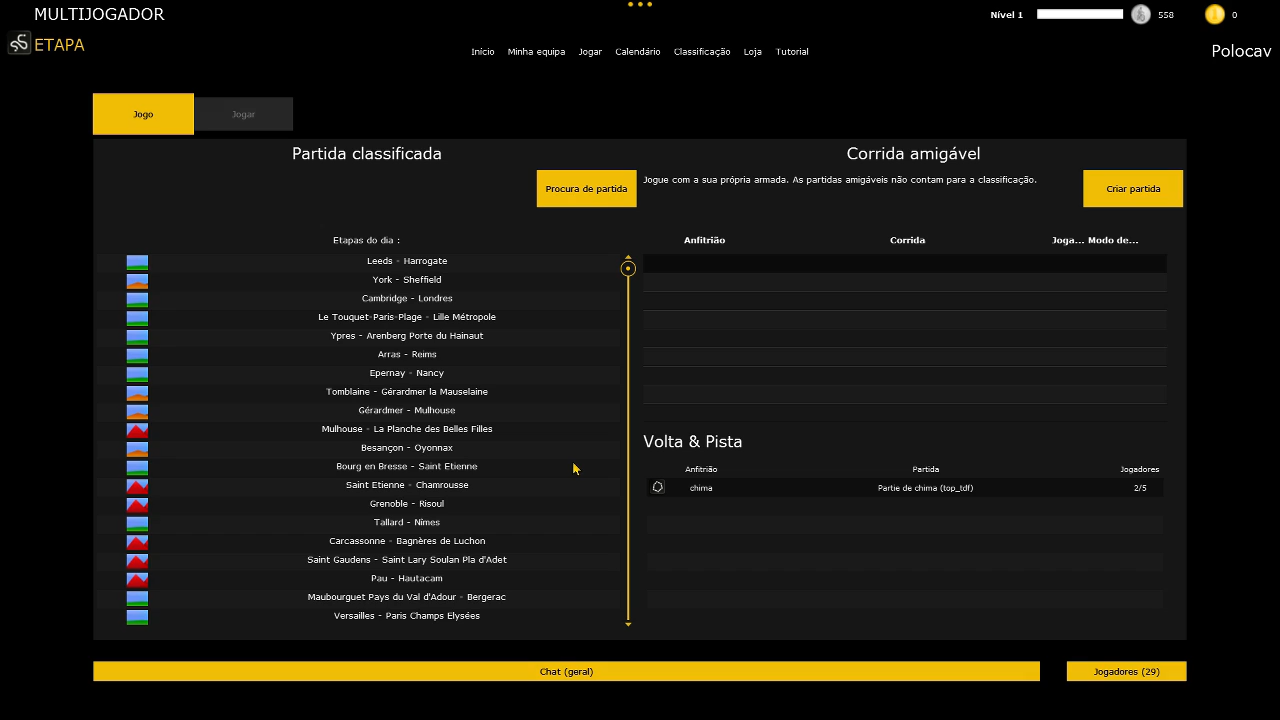 MULTIJOGADOR
Nível 1
558
0
ETAPA
Início Minha equipa Jogar Calendário Classificação Loja Tutorial
Polocav
Jogo
Jogar
Partida classificada
Procura de partida
Etapas do dia :
Leeds - Harrogate
York - Sheffield
Cambridge - Londres
Le Touquet-Paris-Plage - Lille Métropole
Ypres - Arenberg Porte du Hainaut
Arras - Reims
Epernay - Nancy
Tomblaine - Gérardmer la Mauselaine
Gérardmer - Mulhouse
Mulhouse - La Planche des Belles Filles
Besançon - Oyonnax
Bourg en Bresse - Saint Etienne
Saint Etienne - Chamrousse
Grenoble - Risoul
Tallard - Nîmes
Carcassonne - Bagnères de Luchon
Saint Gaudens - Saint Lary Soulan Pla d'Adet
Pau - Hautacam
Maubourguet Pays du Val d'Adour - Bergerac
Versailles - Paris Champs Elysées
Corrida amigável
Jogue com a sua própria armada. As partidas amigáveis não contam para a classificação.
Criar partida
Anfitrião Corrida Joga... Modo de...
Volta & Pista
Anfitrião Partida Jogadores
chima Partie de chima (top_tdf) 2/5
Chat (geral)
Jogadores (29)